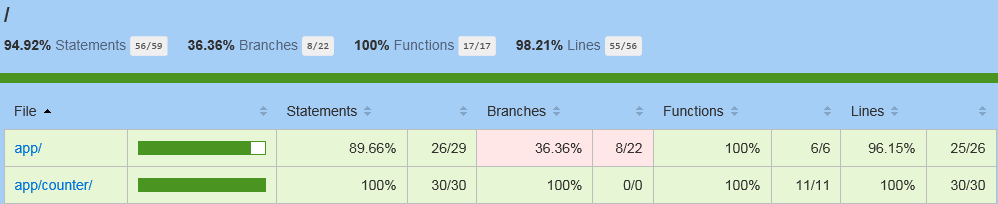 /
94.92% Statements 56/59 36.36% Branches 8/22 100% Functions 17/17 98.21% Lines 55/56
File Statements Branches Functions Lines
app/ 89.66% 26/29 36.36% 8/22 100% 6/6 96.15% 25/26
app/counter/ 100% 30/30 100% 0/0 100% 11/11 100% 30/30